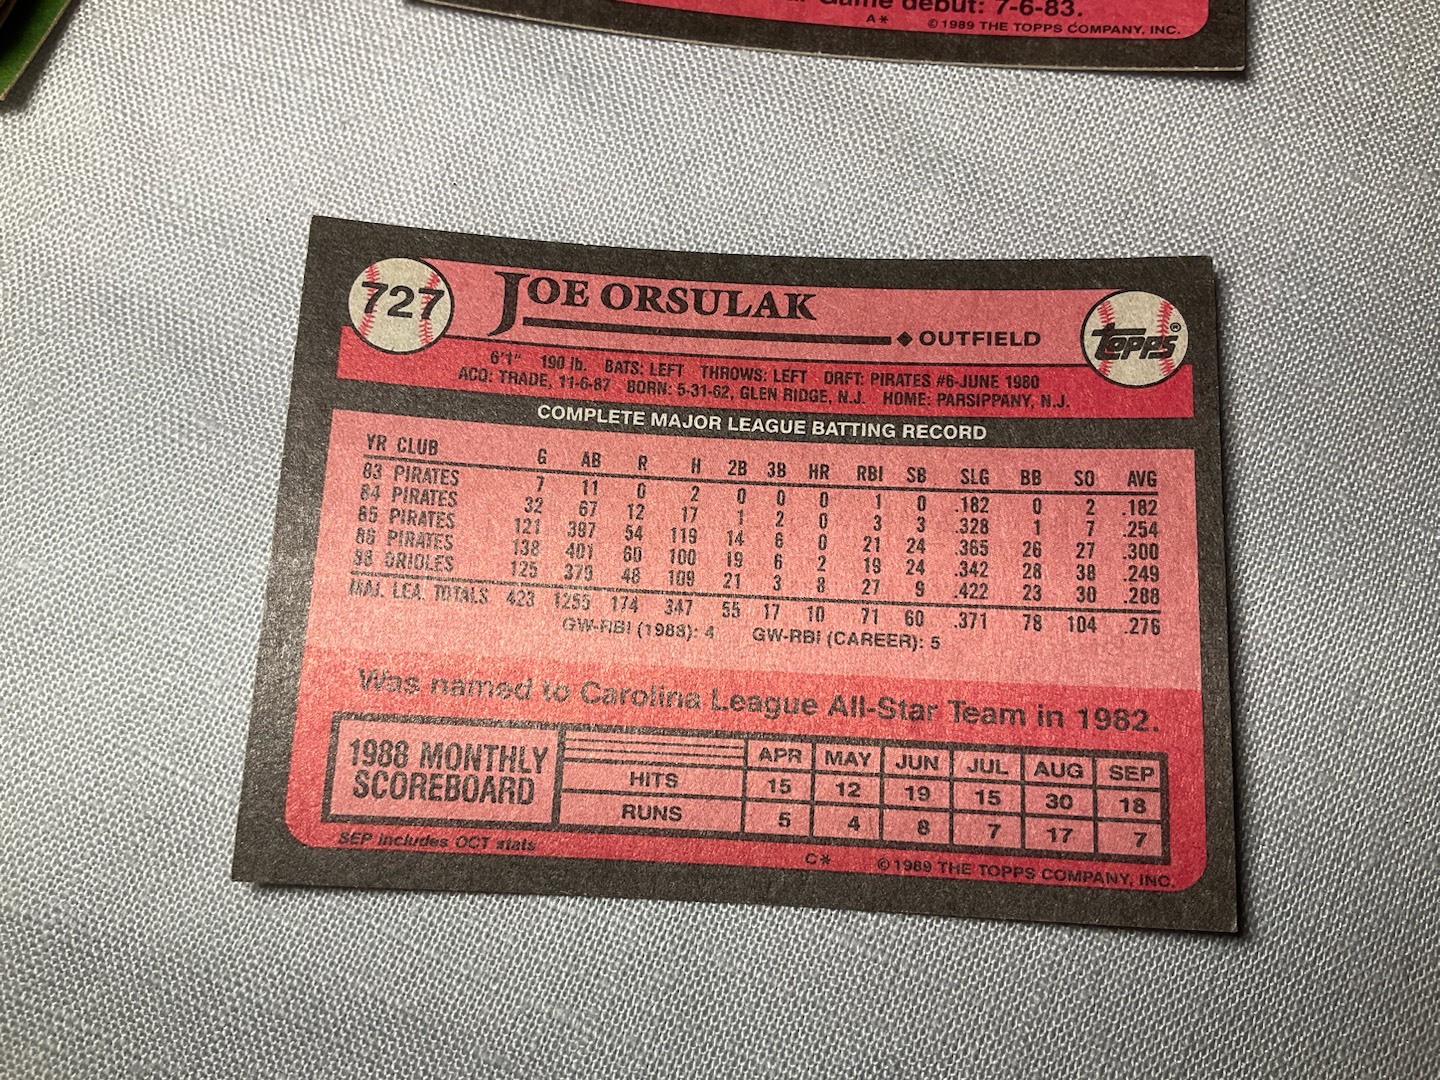 Game debut: 7-6-83.
A* © 1989 THE TOPPS COMPANY, INC.
727 JOE ORSULAK
OUTFIELD
TOPPS®
6'1" 190 lb. BATS: LEFT THROWS: LEFT DRFT: PIRATES #6-JUNE 1980
ACQ: TRADE, 11-6-87 BORN: 5-31-62, GLEN RIDGE, N.J. HOME: PARSIPPANY, N.J.
COMPLETE MAJOR LEAGUE BATTING RECORD
YR CLUB G AB R H 2B 3B HR RBI SB SLG BB SO AVG
83 PIRATES 7 11 0 2 0 0 0 1 0 .182 0 2 .182
84 PIRATES 32 67 12 17 1 2 0 3 3 .328 1 7 .254
85 PIRATES 121 397 54 119 14 6 0 21 24 .365 26 27 .300
86 PIRATES 138 401 60 100 19 6 2 19 24 .342 28 38 .249
88 ORIOLES 125 379 48 109 21 3 8 27 9 .422 23 30 .288
MAJ. LEA. TOTALS 423 1255 174 347 55 17 10 71 60 .371 78 104 .276
GW-RBI (1988): 4 GW-RBI (CAREER): 5
Was named to Carolina League All-Star Team in 1982.
1988 MONTHLY SCOREBOARD
APR MAY JUN JUL AUG SEP
HITS 15 12 19 15 30 18
RUNS 5 4 8 7 17 7
SEP includes OCT stats
C* © 1989 THE TOPPS COMPANY, INC.